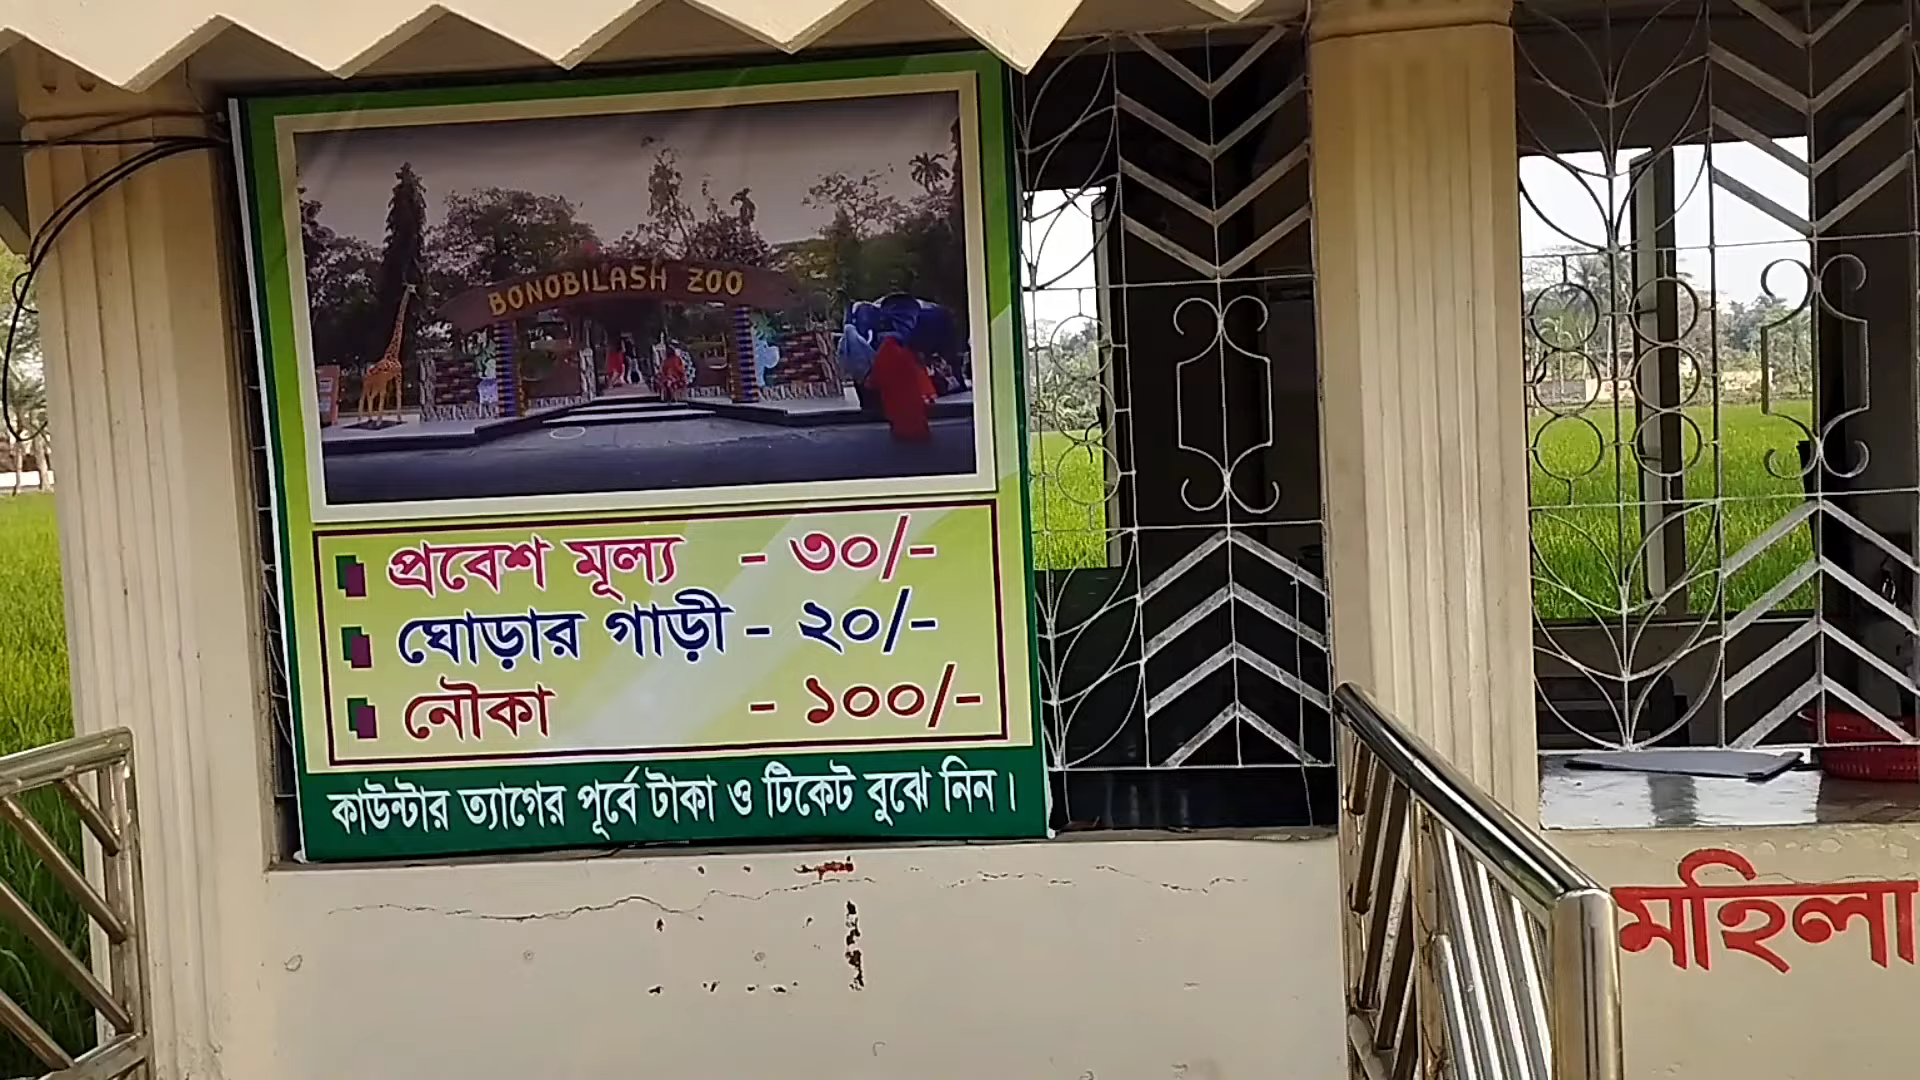 BONOBILASH ZOO
প্রবেশ মূল্য - ৩০/-
ঘোড়ার গাড়ী - ২০/-
নৌকা - ১০০/-
কাউন্টার ত্যাগের পূর্বে টাকা ও টিকেট বুঝে নিন।
মহিলা